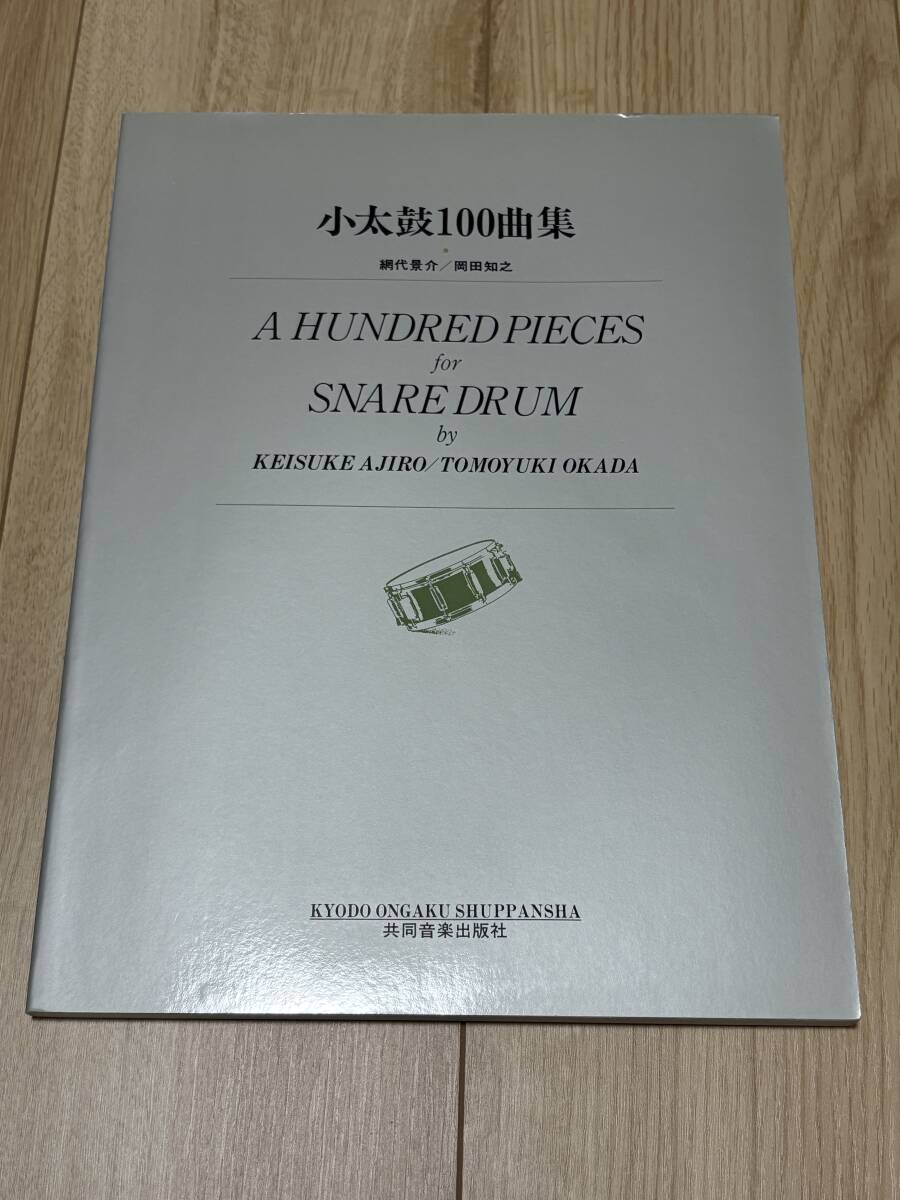 小太鼓100曲集
網代景介／岡田知之
A HUNDRED PIECES
for
SNARE DRUM
by
KEISUKE AJIRO/TOMOYUKI OKADA
KYODO ONGAKU SHUPPANSHA
共同音楽出版社